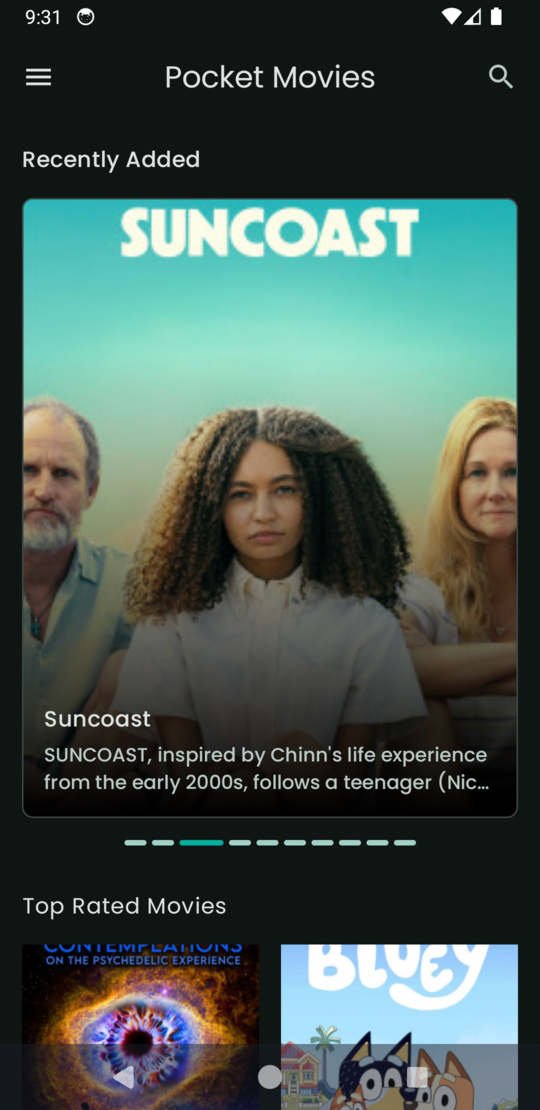 9:31
Pocket Movies
Recently Added
SUNCOAST
Suncoast
SUNCOAST, inspired by Chinn's life experience
from the early 2000s, follows a teenager (Nic...
Top Rated Movies
CONTEMPLATIONS
ON THE PSYCHEDELIC EXPERIENCE
BLUEY